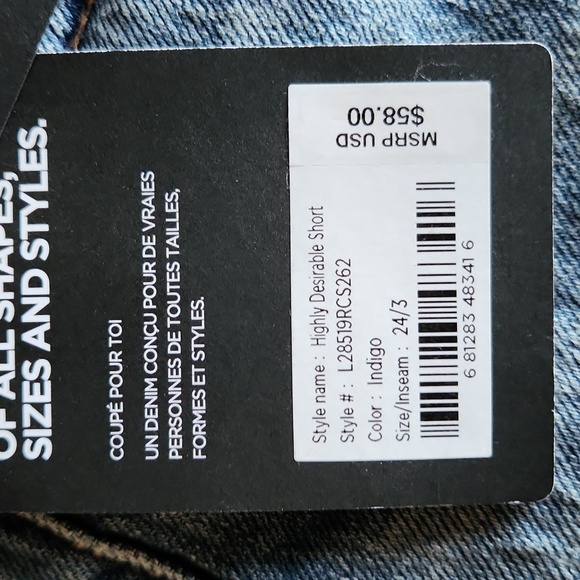 OF ALL SHAPES,
SIZES AND STYLES.
COUPÉ POUR TOI
UN DENIM CONÇU POUR DE VRAIES
PERSONNES DE TOUTES TAILLES,
FORMES ET STYLES.
MSRP USD
$58.00
Style name : Highly Desirable Short
Style # : L28519RCS262
Color : Indigo
Size/Inseam : 24/3
6 81283 48341 6